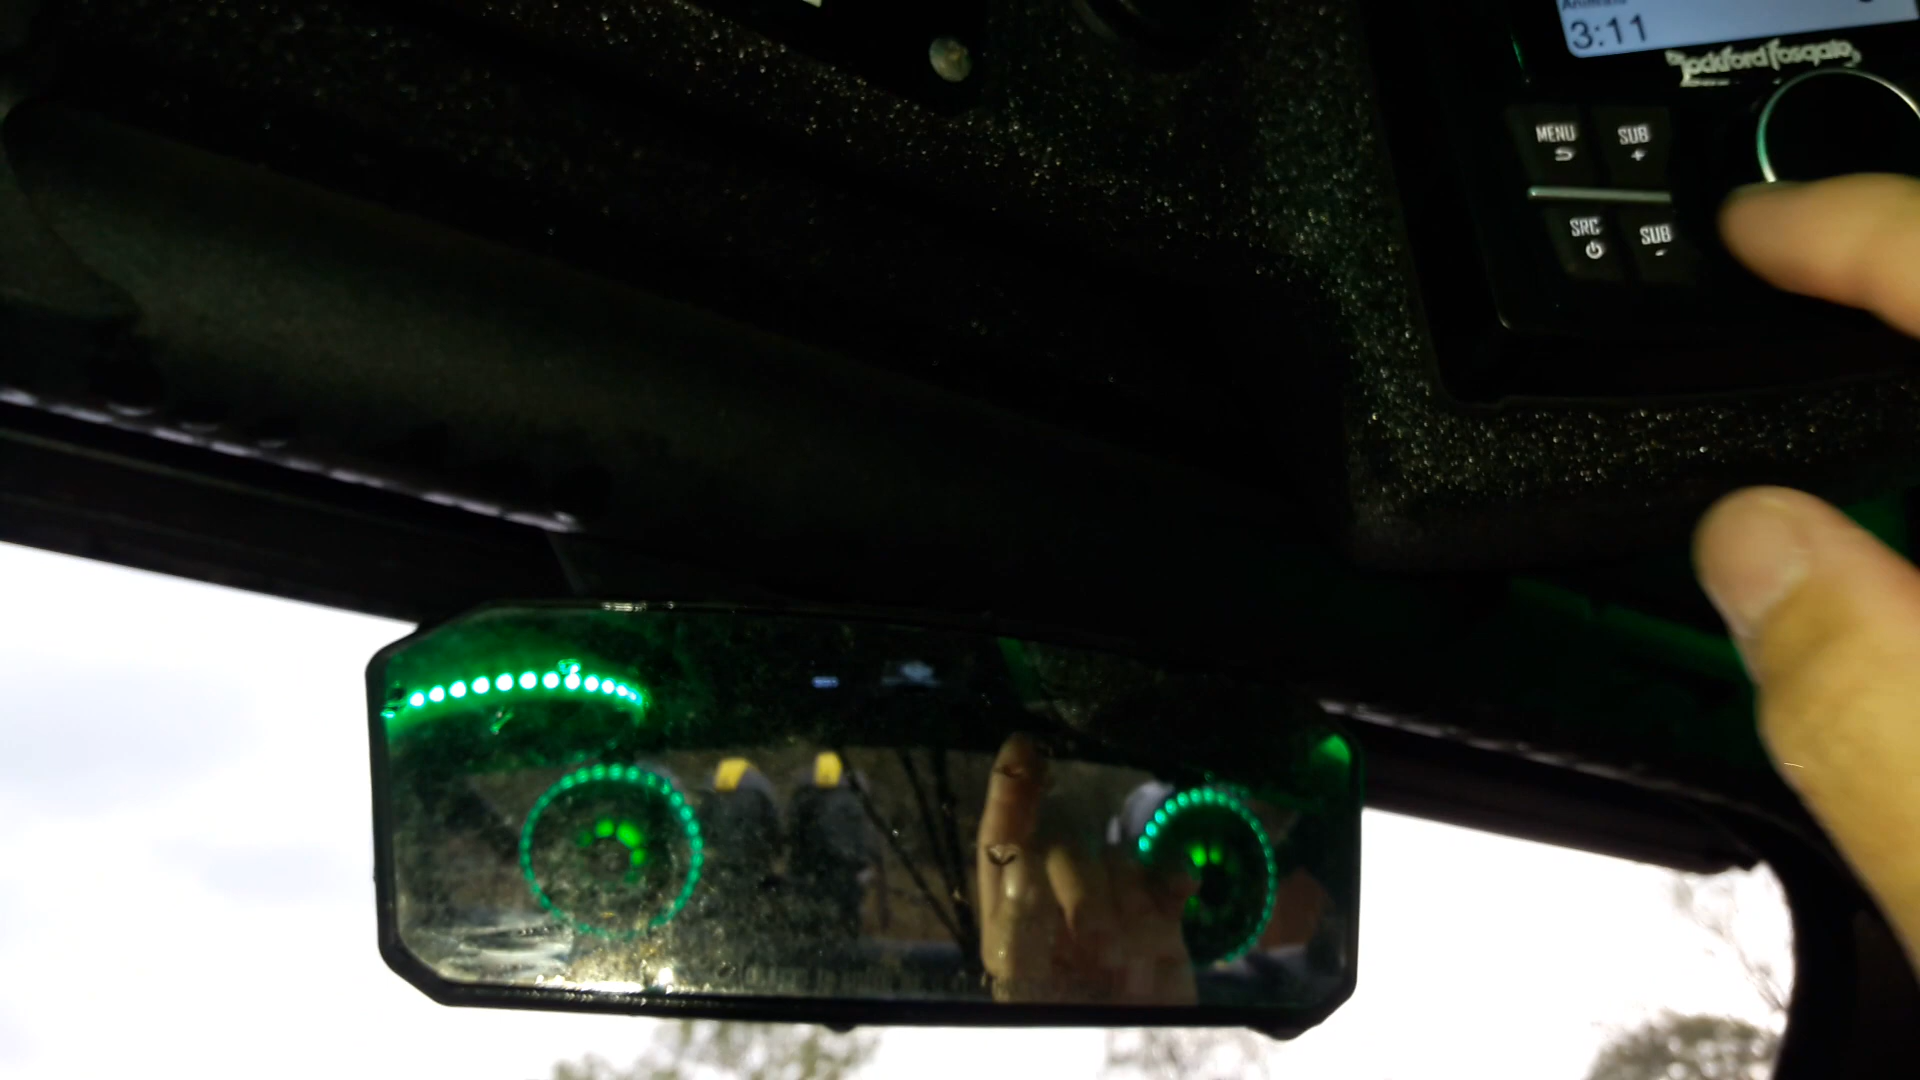 3:11
Rockford Fosgate
MENU
SUB
+
SRC
SUB
-